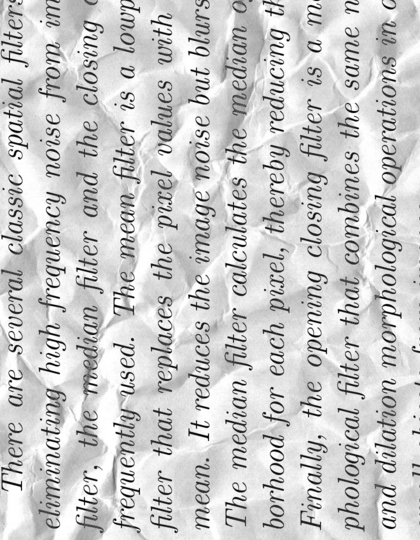 There are several classic spatial filters
eliminating high frequency noise from im
filter, the median filter and the closing
frequently used. The mean filter is a lowp
filter that replaces the pixel values with
mean. It reduces the image noise but blurs
The median filter calculates the median o
borhood for each pixel, thereby reducing th
Finally, the opening closing filter is a m
phological filter that combines the same n
and dilation morphological operations in